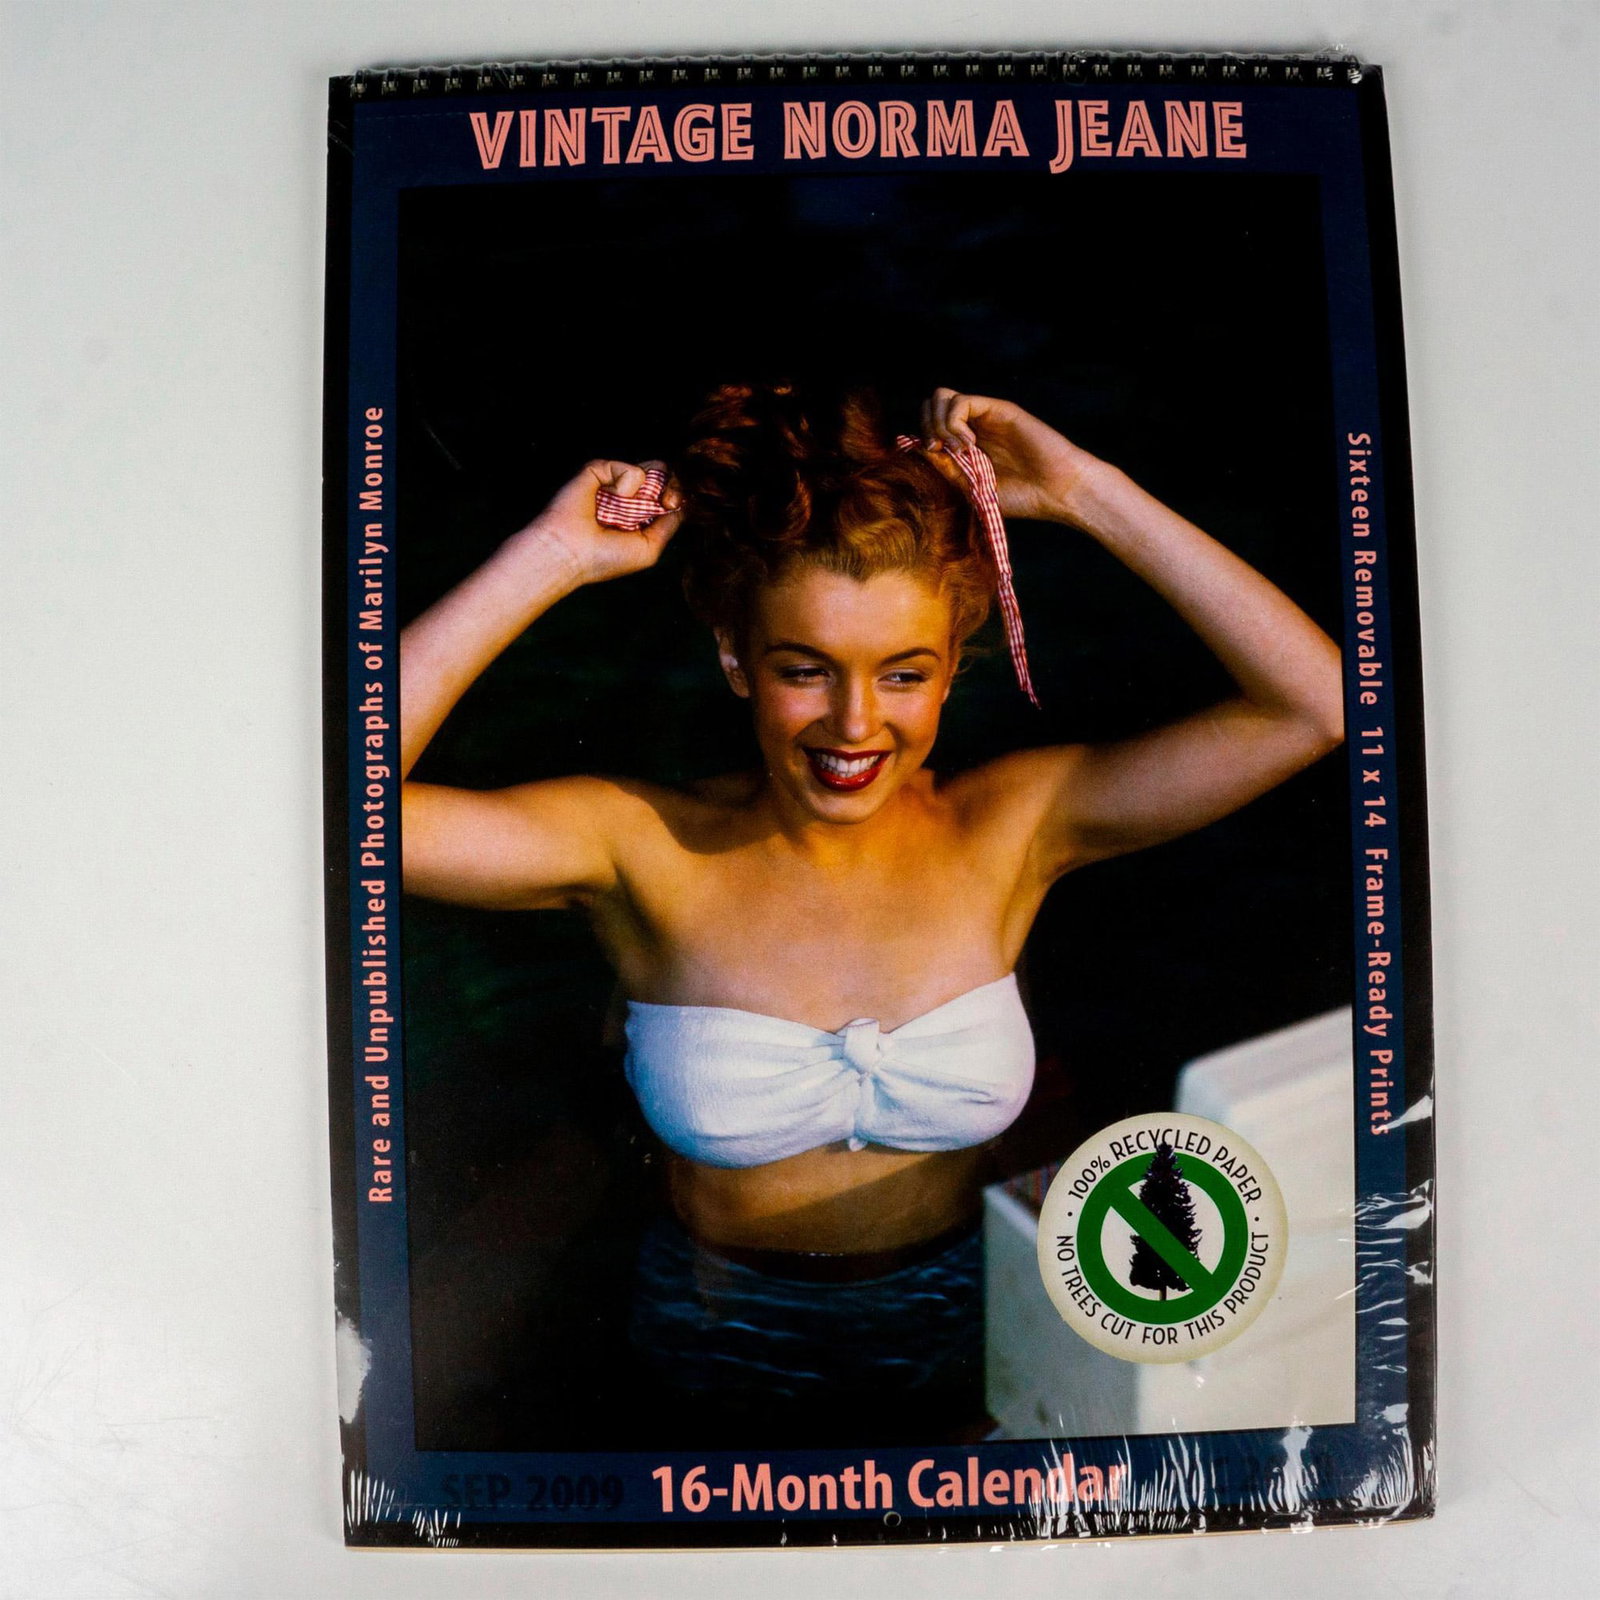 VINTAGE NORMA JEANE
Rare and Unpublished Photographs of Marilyn Monroe
Sixteen Removable 11 x 14 Frame-Ready Prints
· 100% RECYCLED PAPER ·
NO TREES CUT FOR THIS PRODUCT
SEP 2009
16-Month Calendar